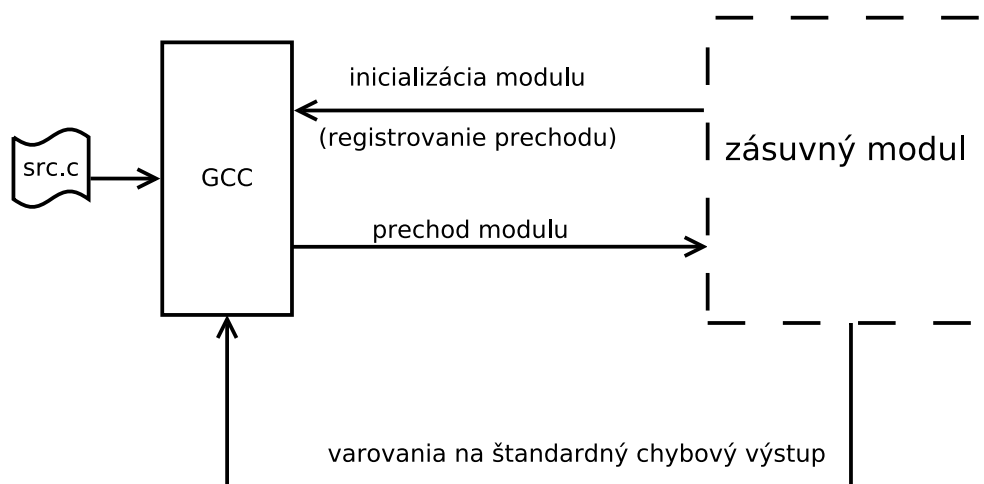 inicializácia modulu
(registrovanie prechodu)
zásuvný modul
src.c
GCC
prechod modulu
varovania na štandardný chybový výstup